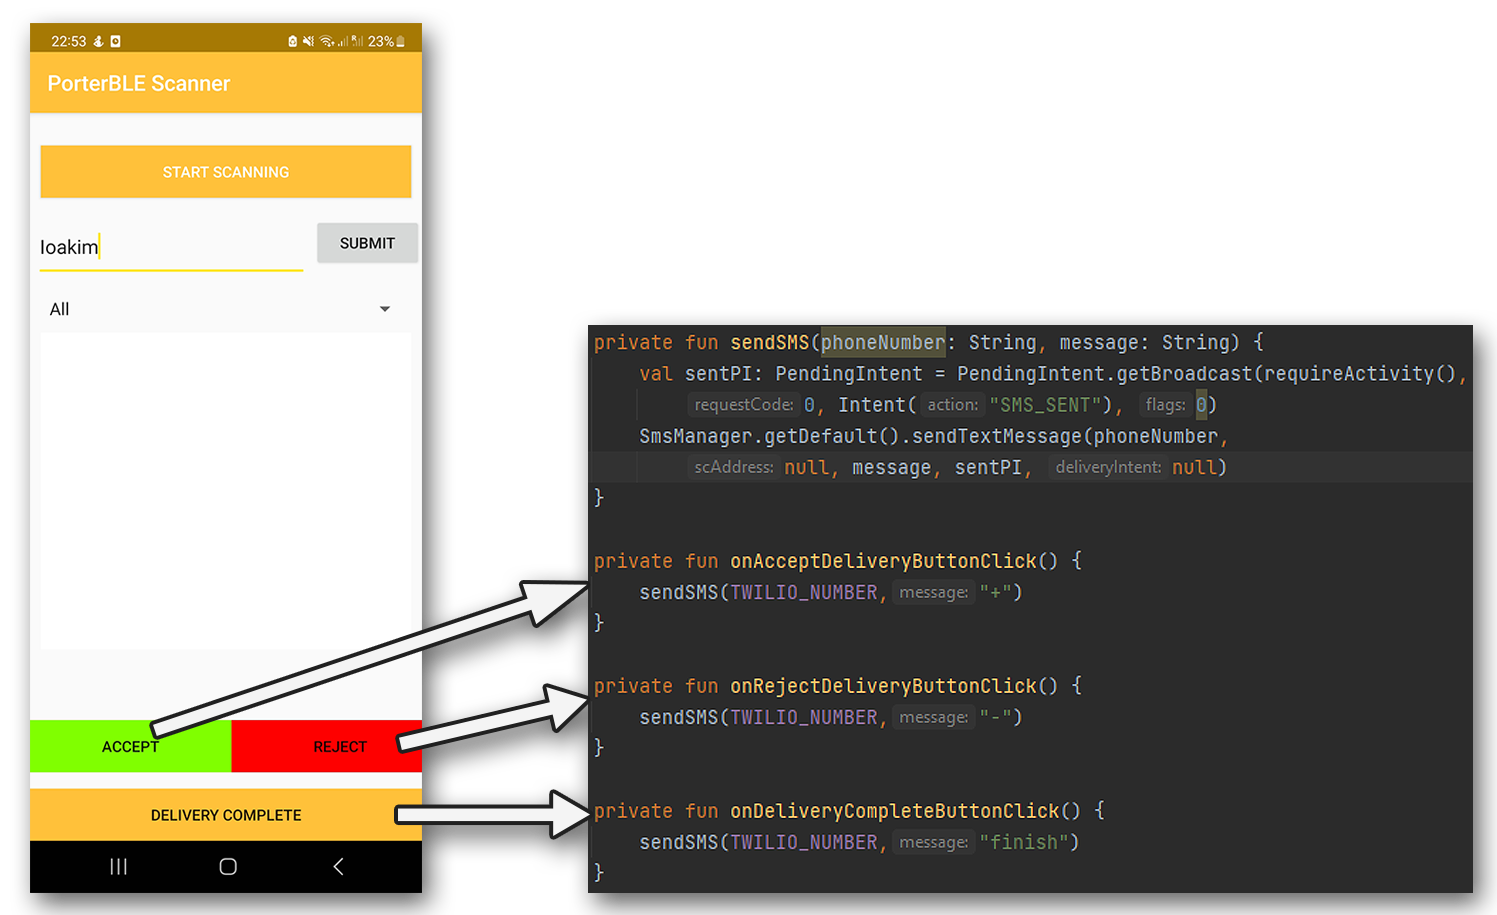 22:53
23%
PorterBLE Scanner
START SCANNING
Ioakim
SUBMIT
All
ACCEPT
REJECT
DELIVERY COMPLETE
private fun sendSMS(phoneNumber: String, message: String) {
val sentPI: PendingIntent = PendingIntent.getBroadcast(requireActivity(),
requestCode: 0, Intent( action: "SMS_SENT"), flags: 0)
SmsManager.getDefault().sendTextMessage(phoneNumber,
scAddress: null, message, sentPI, deliveryIntent: null)
}
private fun onAcceptDeliveryButtonClick() {
sendSMS(TWILIO_NUMBER, message: "+")
}
private fun onRejectDeliveryButtonClick() {
sendSMS(TWILIO_NUMBER, message: "-")
}
private fun onDeliveryCompleteButtonClick() {
sendSMS(TWILIO_NUMBER, message: "finish")
}